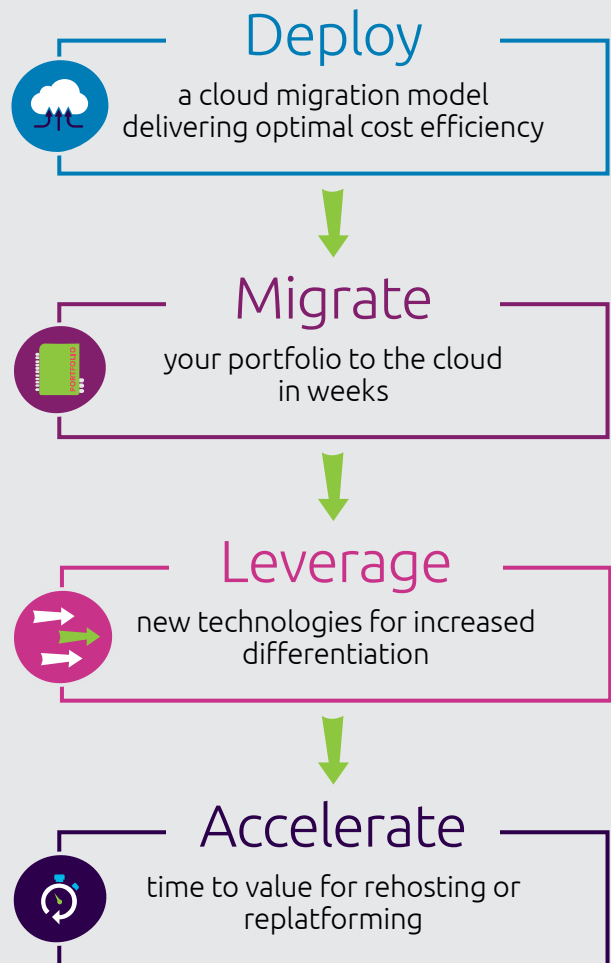 Deploy
a cloud migration model
delivering optimal cost efficiency
Migrate
PORTFOLIO
your portfolio to the cloud
in weeks
Leverage
new technologies for increased
differentiation
Accelerate
time to value for rehosting or
replatforming